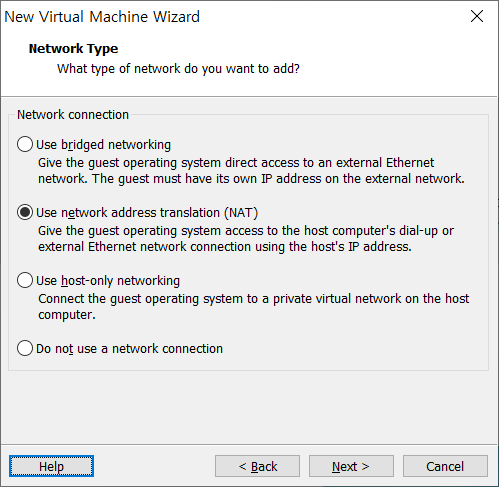 New Virtual Machine Wizard
Network Type
What type of network do you want to add?
Network connection
Use bridged networking
Give the guest operating system direct access to an external Ethernet
network. The guest must have its own IP address on the external network.
Use network address translation (NAT)
Give the guest operating system access to the host computer's dial-up or
external Ethernet network connection using the host's IP address.
Use host-only networking
Connect the guest operating system to a private virtual network on the host
computer.
Do not use a network connection
Help
< Back
Next >
Cancel